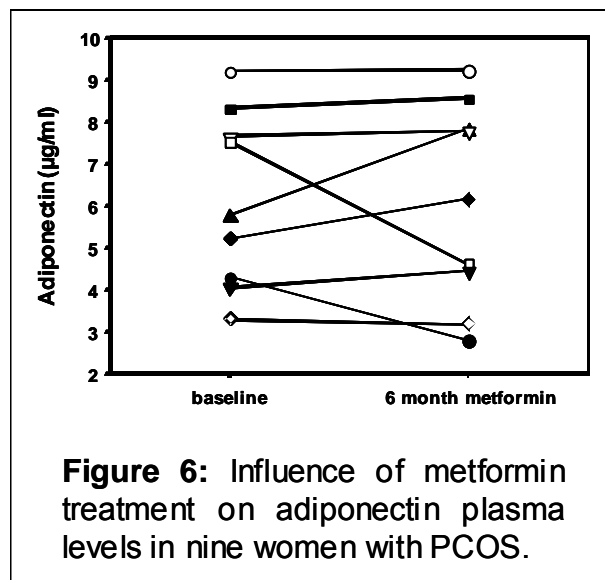 10
9
8
7
6
5
4
3
2
Adiponectin (µg/ml)
baseline 6 month metformin
Figure 6: Influence of metformin
treatment on adiponectin plasma
levels in nine women with PCOS.